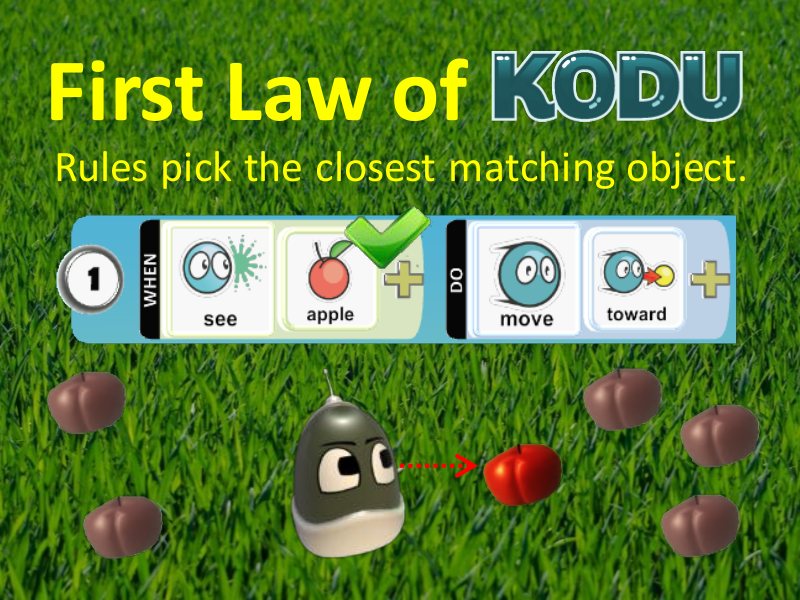 First Law of KODU
Rules pick the closest matching object.
1 WHEN see apple DO move toward